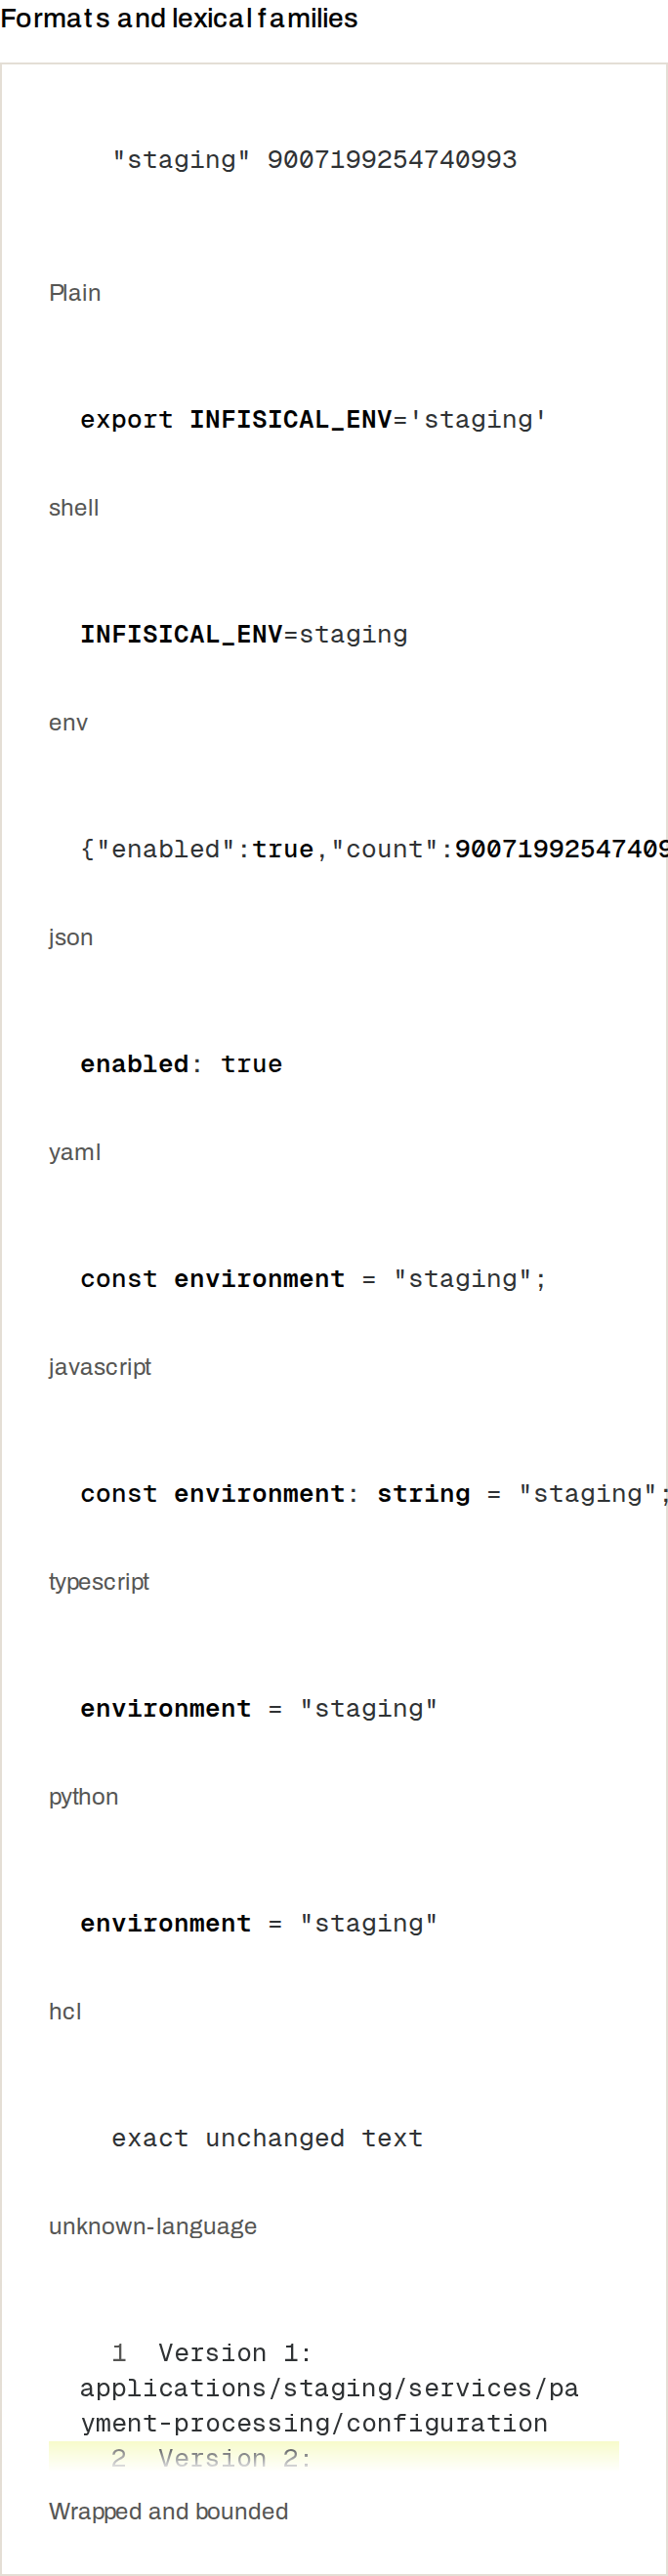 Formats and lexical families
"staging" 9007199254740993
Plain
export INFISICAL_ENV='staging'
shell
INFISICAL_ENV=staging
env
{"enabled":true,"count":90071992547409
json
enabled: true
yaml
const environment = "staging";
javascript
const environment: string = "staging";
typescript
environment = "staging"
python
environment = "staging"
hcl
exact unchanged text
unknown-language
1  Version 1:
applications/staging/services/pa
yment-processing/configuration
2  Version 2:
Wrapped and bounded